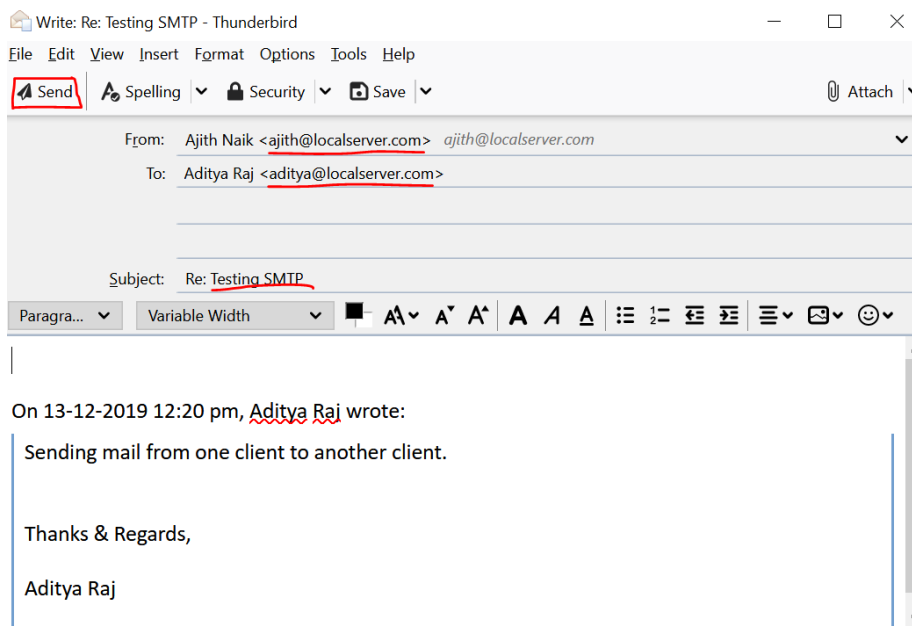 Write: Re: Testing SMTP - Thunderbird
File Edit View Insert Format Options Tools Help
Send Spelling Security Save Attach
From: Ajith Naik <ajith@localserver.com> ajith@localserver.com
To: Aditya Raj <aditya@localserver.com>
Subject: Re: Testing SMTP
Paragra... Variable Width
On 13-12-2019 12:20 pm, Aditya Raj wrote:
Sending mail from one client to another client.
Thanks & Regards,
Aditya Raj